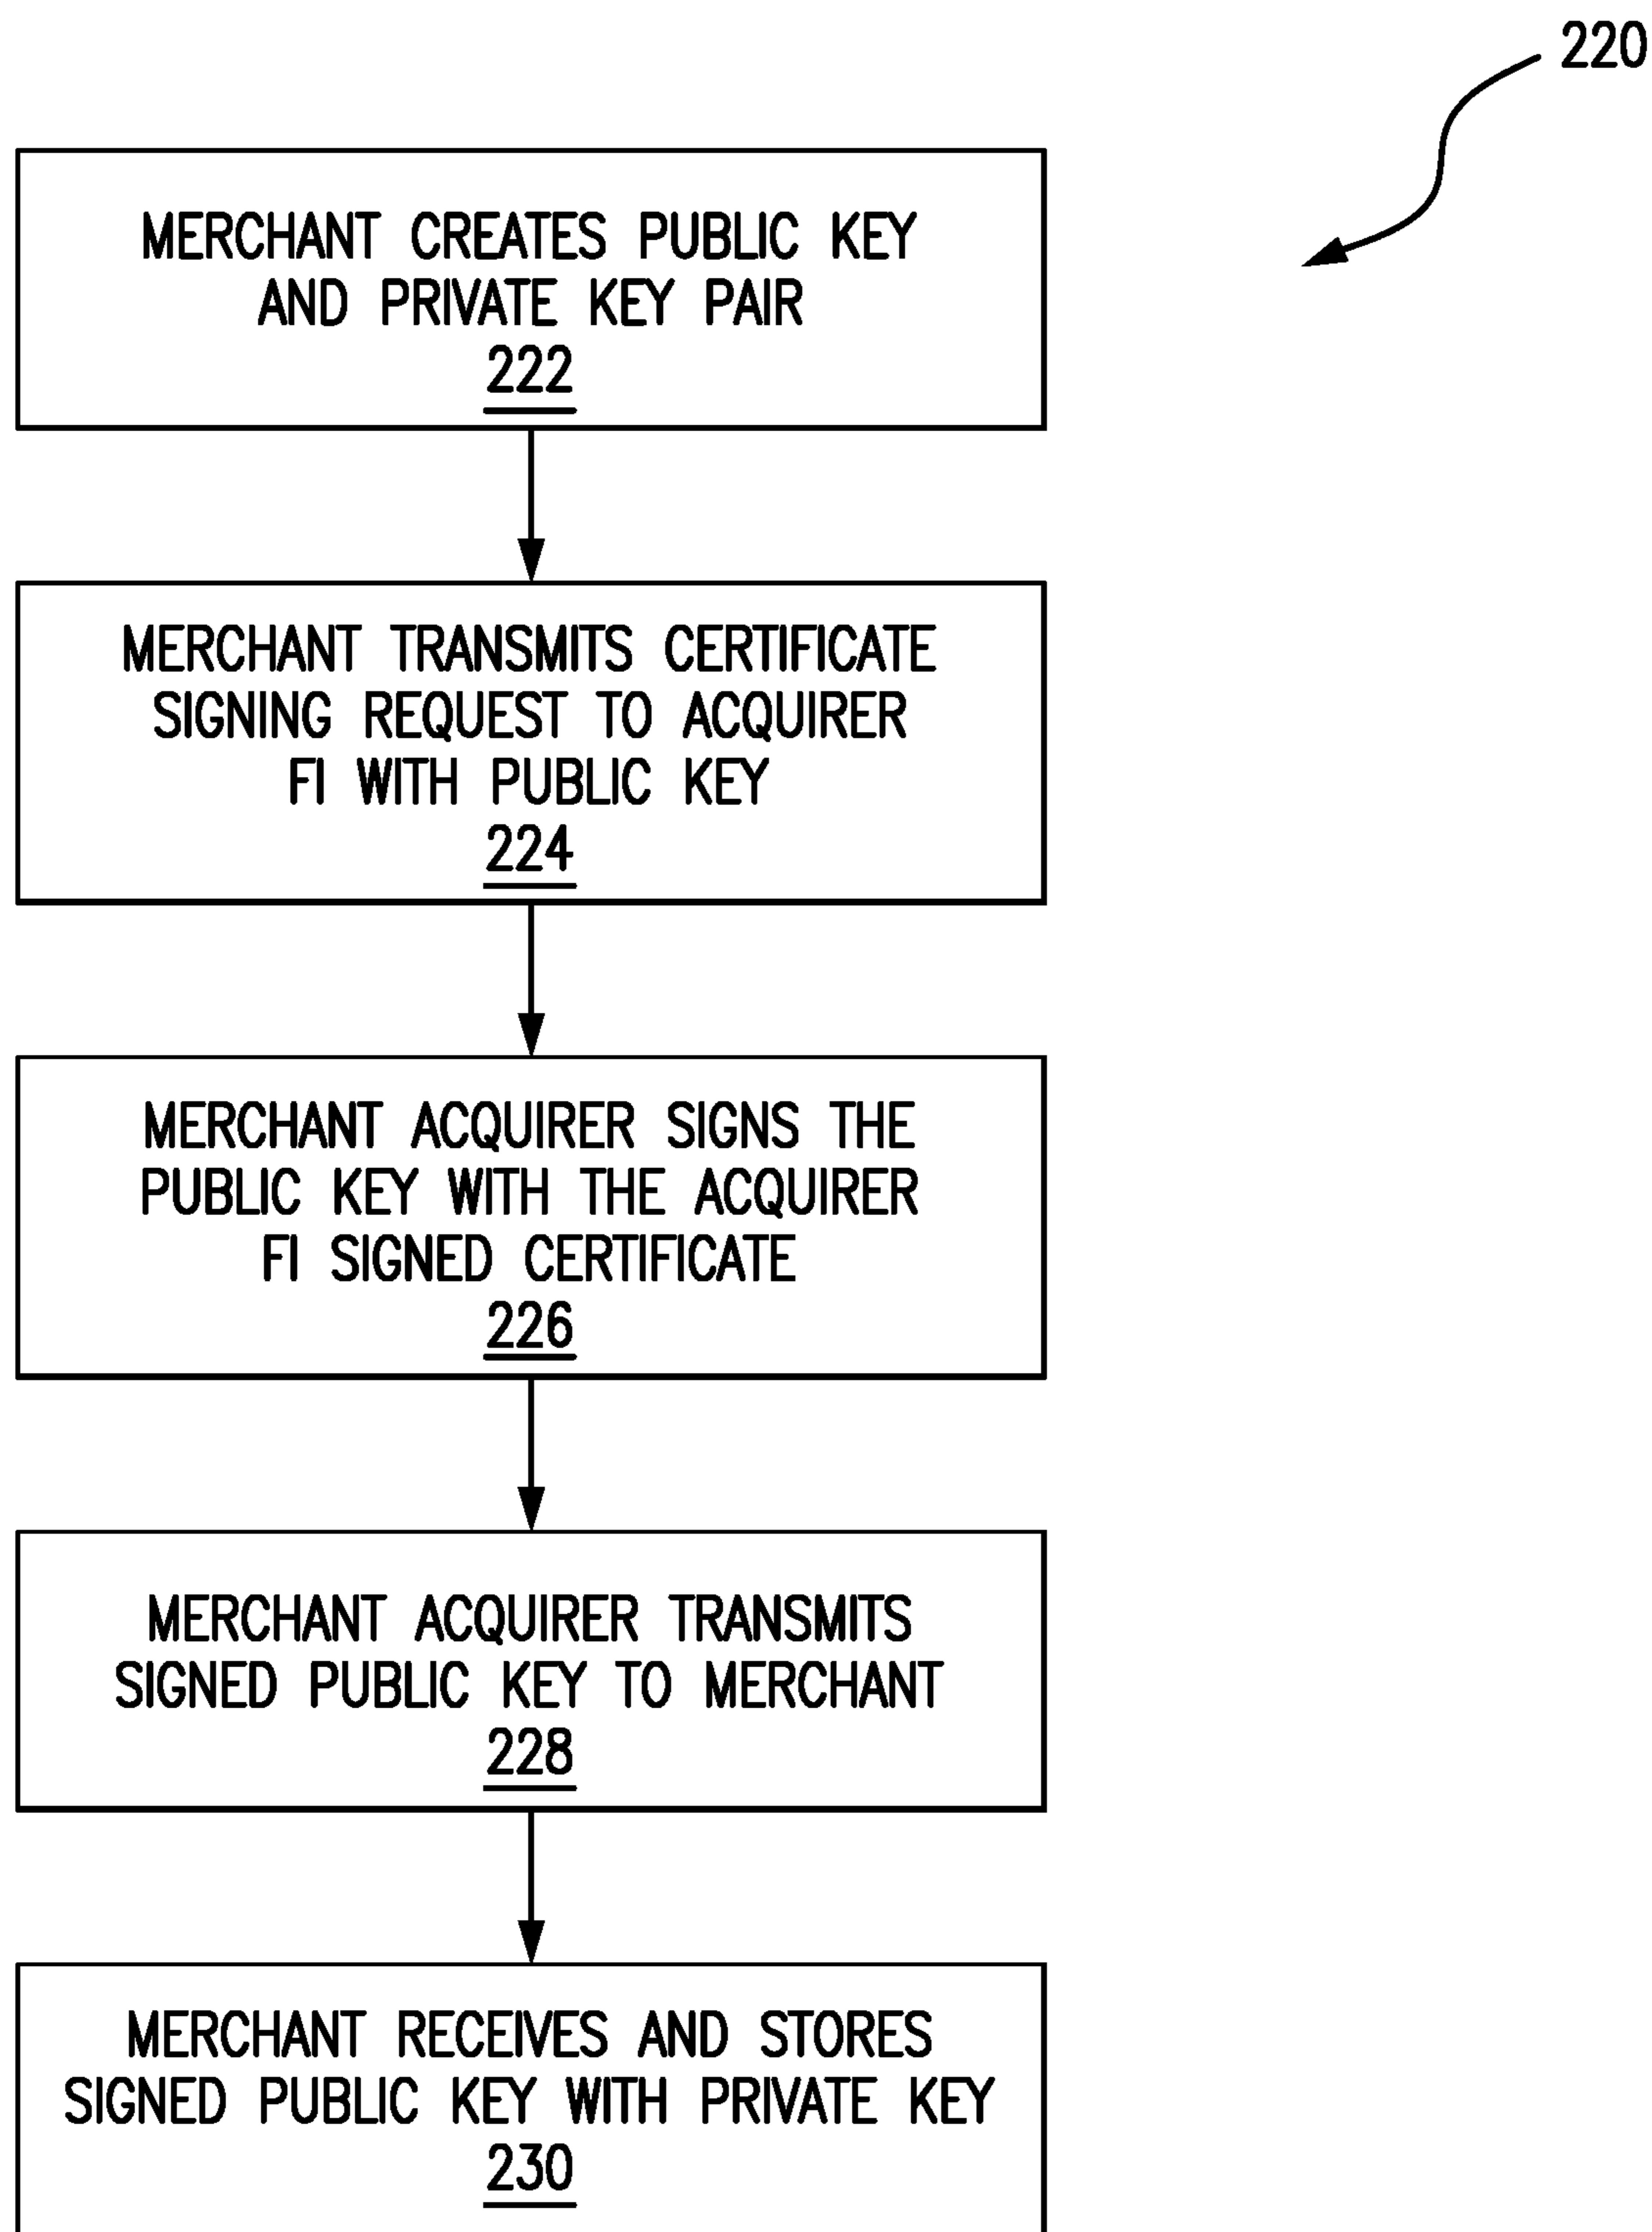 220
MERCHANT CREATES PUBLIC KEY
AND PRIVATE KEY PAIR
222
MERCHANT TRANSMITS CERTIFICATE
SIGNING REQUEST TO ACQUIRER
FI WITH PUBLIC KEY
224
MERCHANT ACQUIRER SIGNS THE
PUBLIC KEY WITH THE ACQUIRER
FI SIGNED CERTIFICATE
226
MERCHANT ACQUIRER TRANSMITS
SIGNED PUBLIC KEY TO MERCHANT
228
MERCHANT RECEIVES AND STORES
SIGNED PUBLIC KEY WITH PRIVATE KEY
230